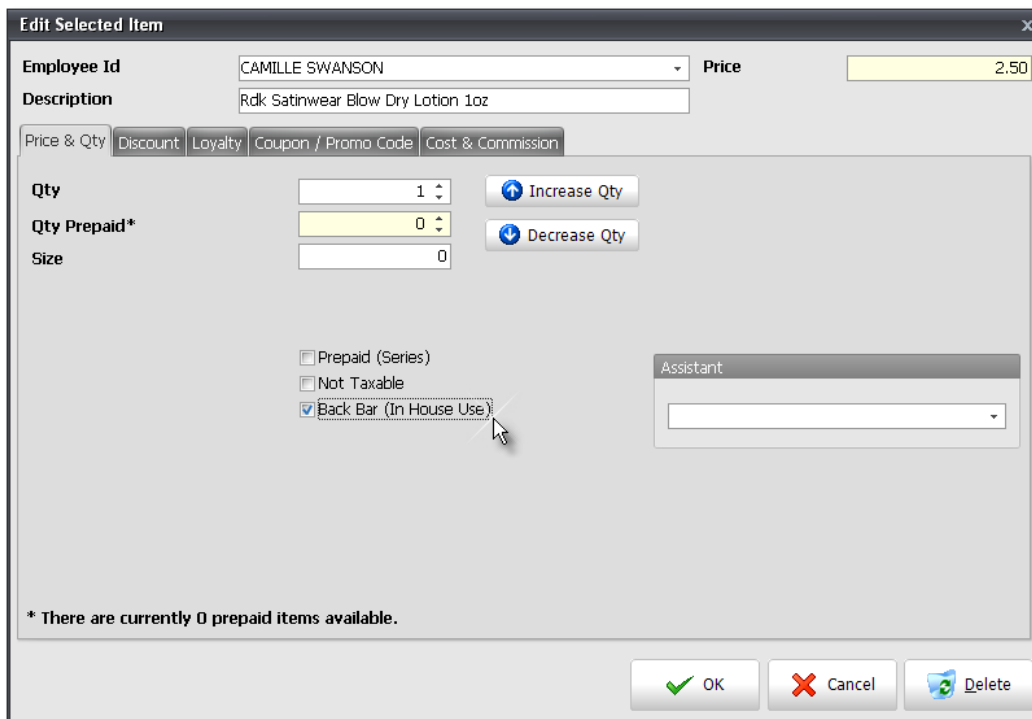 Edit Selected Item x
Employee Id CAMILLE SWANSON Price 2.50
Description Rdk Satinwear Blow Dry Lotion 1oz
Price & Qty Discount Loyalty Coupon / Promo Code Cost & Commission
Qty 1 Increase Qty
Qty Prepaid* 0 Decrease Qty
Size 0
Prepaid (Series)
Assistant
Not Taxable
Back Bar (In House Use)
* There are currently 0 prepaid items available.
OK Cancel Delete